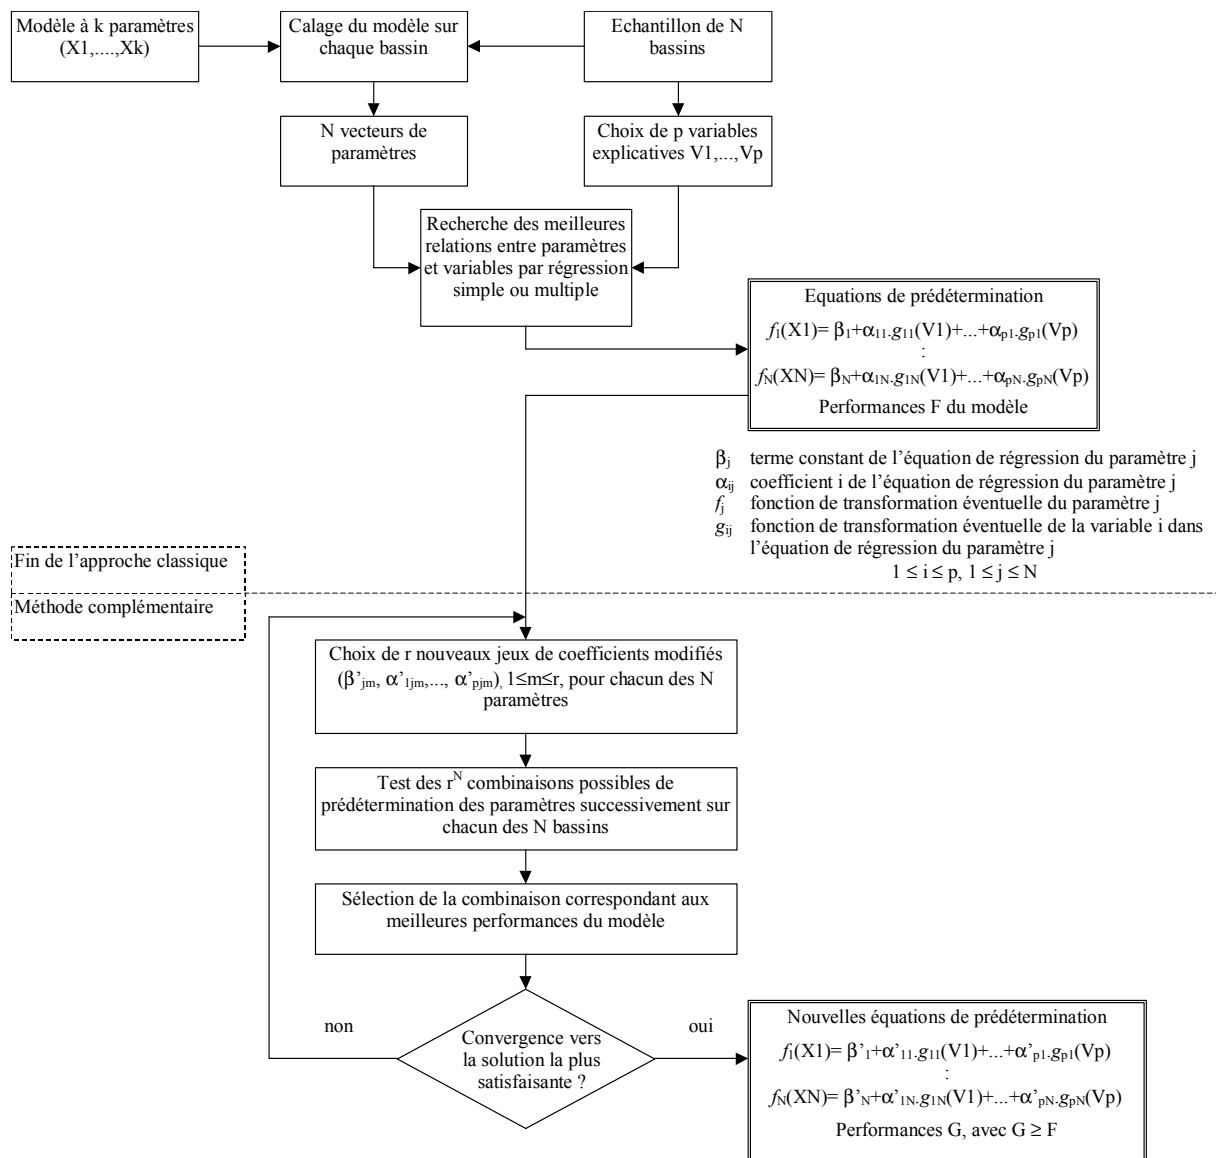 Modèle à k paramètres
(X1,....,Xk)
Calage du modèle sur
chaque bassin
Echantillon de N
bassins
N vecteurs de
paramètres
Choix de p variables
explicatives V1,...,Vp
Recherche des meilleures
relations entre paramètres
et variables par régression
simple ou multiple
Equations de prédétermination
f1(X1)= β1+α11.g11(V1)+...+αp1.gp1(Vp)
:
fN(XN)= βN+α1N.g1N(V1)+...+αpN.gpN(Vp)
Performances F du modèle
βj terme constant de l’équation de régression du paramètre j
αij coefficient i de l’équation de régression du paramètre j
fj fonction de transformation éventuelle du paramètre j
gij fonction de transformation éventuelle de la variable i dans
l’équation de régression du paramètre j
1 ≤ i ≤ p, 1 ≤ j ≤ N
Fin de l’approche classique
Méthode complémentaire
Choix de r nouveaux jeux de coefficients modifiés
(β’jm, α’1jm,..., α’pjm), 1≤m≤r, pour chacun des N
paramètres
Test des r^N combinaisons possibles de
prédétermination des paramètres successivement sur
chacun des N bassins
Sélection de la combinaison correspondant aux
meilleures performances du modèle
non
Convergence vers
la solution la plus
satisfaisante ?
oui
Nouvelles équations de prédétermination
f1(X1)= β’1+α’11.g11(V1)+...+α’p1.gp1(Vp)
:
fN(XN)= β’N+α’1N.g1N(V1)+...+α’pN.gpN(Vp)
Performances G, avec G ≥ F